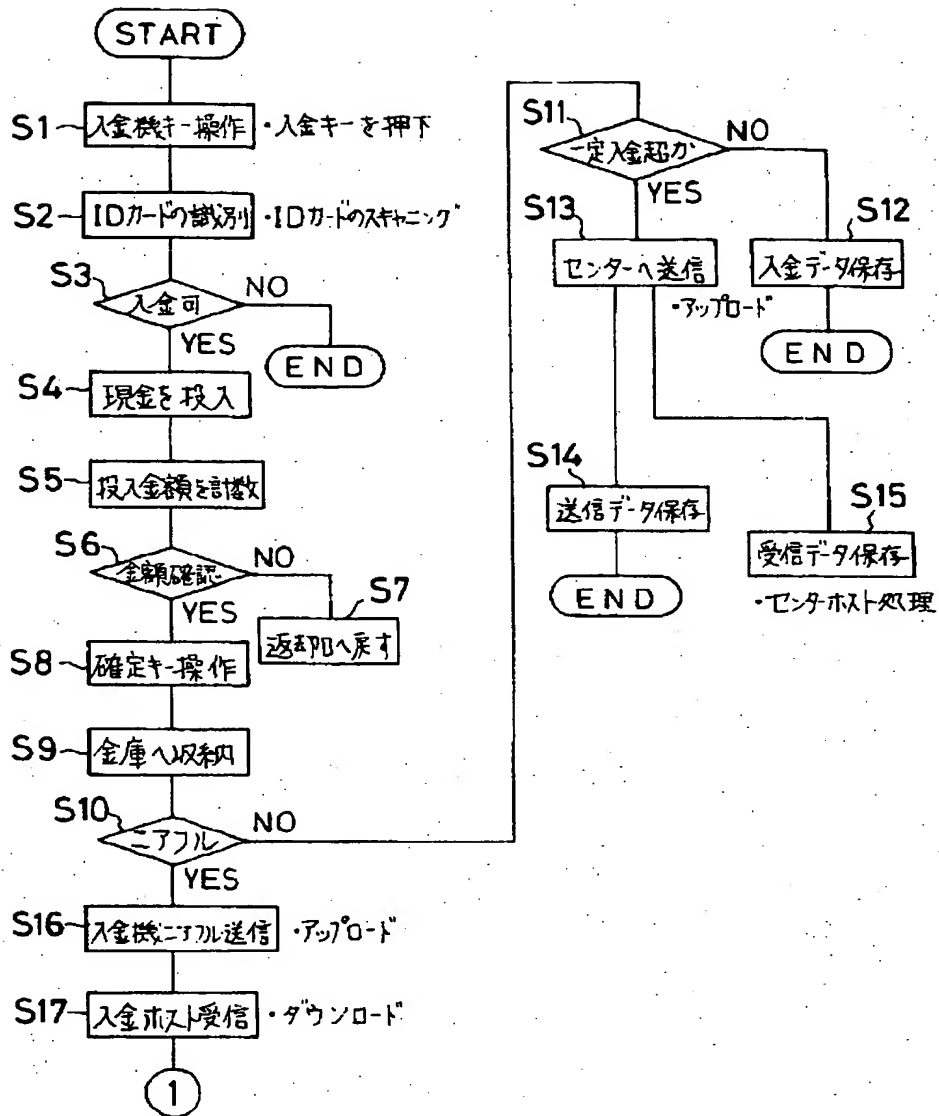 START
S1 入金機キー操作 ・入金キーを押下
S2 IDカードの識別 ・IDカードのスキャニング
S3 入金可 NO
YES
END
S4 現金を投入
S5 投入金額を計数
S6 金額確認 NO
YES
S7 返却口へ戻す
S8 確定キー操作
S9 金庫へ収納
S10 ニアフル NO
YES
S16 入金機ニアフル送信 ・アップロード
S17 入金ホスト受信 ・ダウンロード
1
S11 一定入金超か NO
YES
S12 入金データ保存
END
S13 センターへ送信
・アップロード
S14 送信データ保存
END
S15 受信データ保存
・センターホスト処理